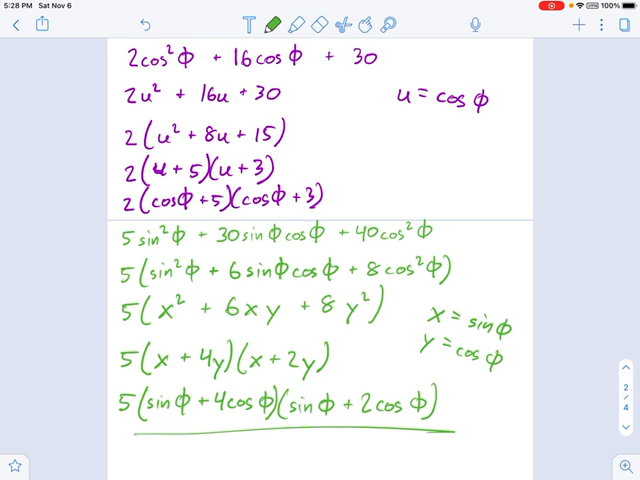 5:28 PM Sat Nov 6
100%
2cos²ϕ + 16cosϕ + 30
2u² + 16u + 30
u = cosϕ
2(u² + 8u + 15)
2(u + 5)(u + 3)
2(cosϕ + 5)(cosϕ + 3)
5sin²ϕ + 30sinϕcosϕ + 40cos²ϕ
5(sin²ϕ + 6sinϕcosϕ + 8cos²ϕ)
5(x² + 6xy + 8y²)
x = sinϕ
y = cosϕ
5(x + 4y)(x + 2y)
5(sinϕ + 4cosϕ)(sinϕ + 2cosϕ)
2
/
4